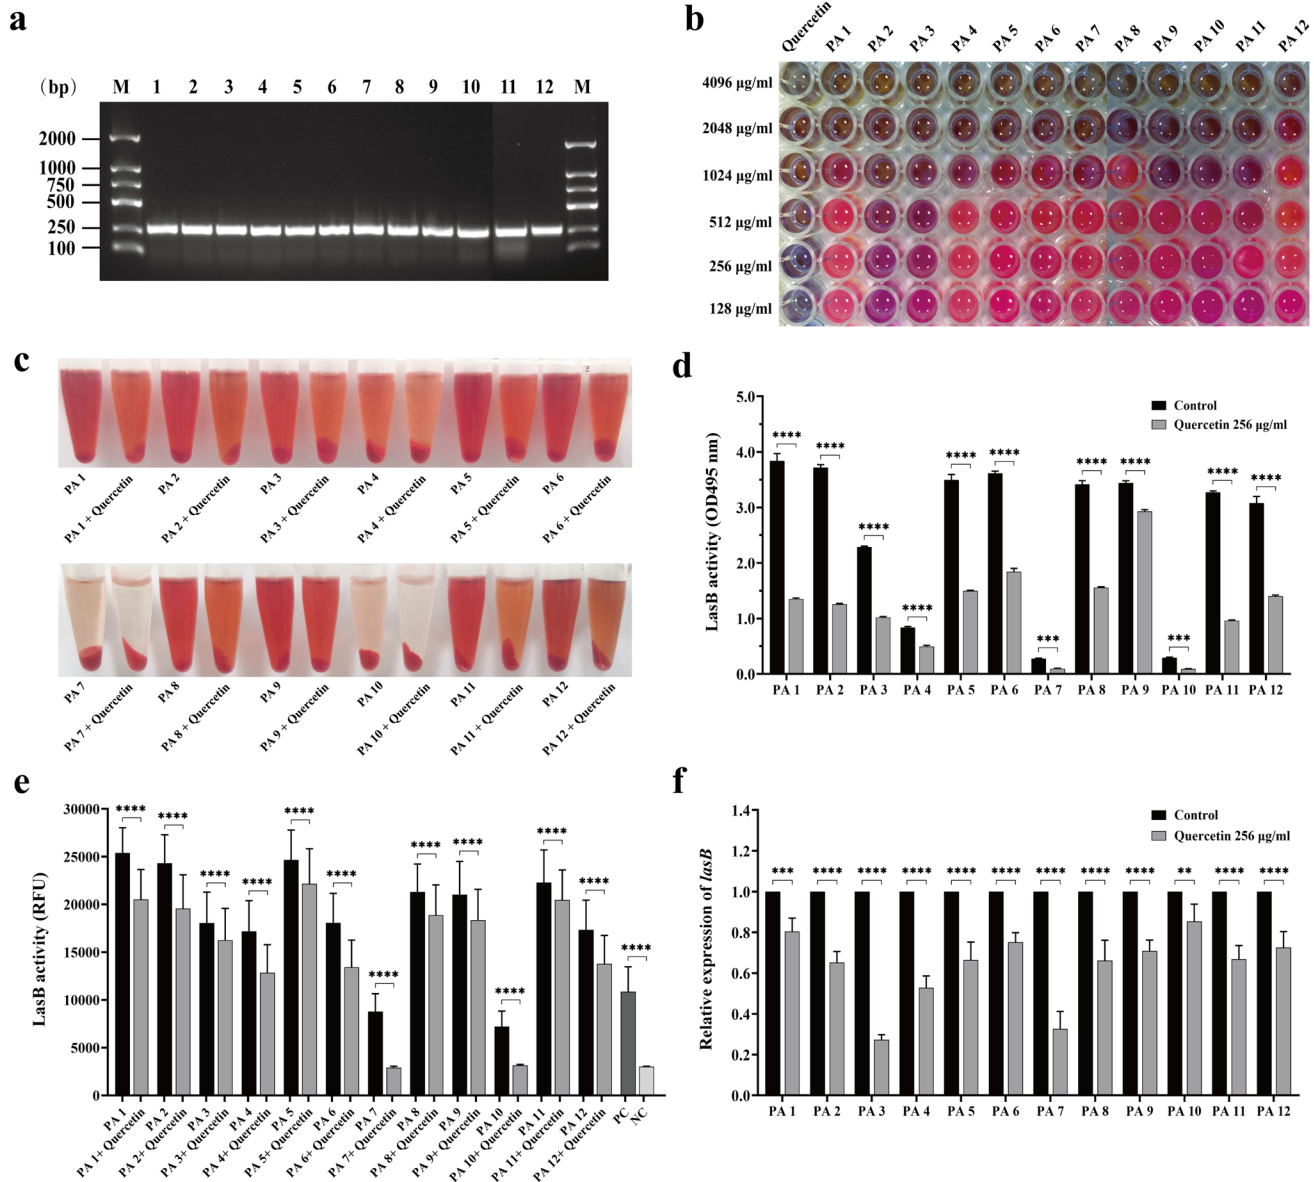 a
(bp) M 1 2 3 4 5 6 7 8 9 10 11 12 M
2000
1000
750
500
250
100
b
Quercetin PA 1 PA 2 PA 3 PA 4 PA 5 PA 6 PA 7 PA 8 PA 9 PA 10 PA 11 PA 12
4096 μg/ml
2048 μg/ml
1024 μg/ml
512 μg/ml
256 μg/ml
128 μg/ml
c
PA 1 PA 1 + Quercetin PA 2 PA 2 + Quercetin PA 3 PA 3 + Quercetin PA 4 PA 4 + Quercetin PA 5 PA 5 + Quercetin PA 6 PA 6 + Quercetin
PA 7 PA 7 + Quercetin PA 8 PA 8 + Quercetin PA 9 PA 9 + Quercetin PA 10 PA 10 + Quercetin PA 11 PA 11 + Quercetin PA 12 PA 12 + Quercetin
d
LasB activity (OD495 nm)
5.0
4.0
3.0
2.0
1.0
0.0
Control
Quercetin 256 μg/ml
**** **** **** **** **** **** *** **** **** *** **** ****
PA 1 PA 2 PA 3 PA 4 PA 5 PA 6 PA 7 PA 8 PA 9 PA 10 PA 11 PA 12
e
LasB activity (RFU)
30000
25000
20000
15000
10000
5000
0
**** **** **** **** **** **** **** **** **** **** **** **** ****
PA 1 PA 1+ Quercetin PA 2 PA 2+ Quercetin PA 3 PA 3+ Quercetin PA 4 PA 4+ Quercetin PA 5 PA 5+ Quercetin PA 6 PA 6+ Quercetin PA 7 PA 7+ Quercetin PA 8 PA 8+ Quercetin PA 9 PA 9+ Quercetin PA 10 PA 10+ Quercetin PA 11 PA 11+ Quercetin PA 12 PA 12+ Quercetin PC NC
f
Relative expression of lasB
1.4
1.2
1.0
0.8
0.6
0.4
0.2
0.0
Control
Quercetin 256 μg/ml
*** **** **** **** **** **** **** **** **** ** **** ****
PA 1 PA 2 PA 3 PA 4 PA 5 PA 6 PA 7 PA 8 PA 9 PA 10 PA 11 PA 12